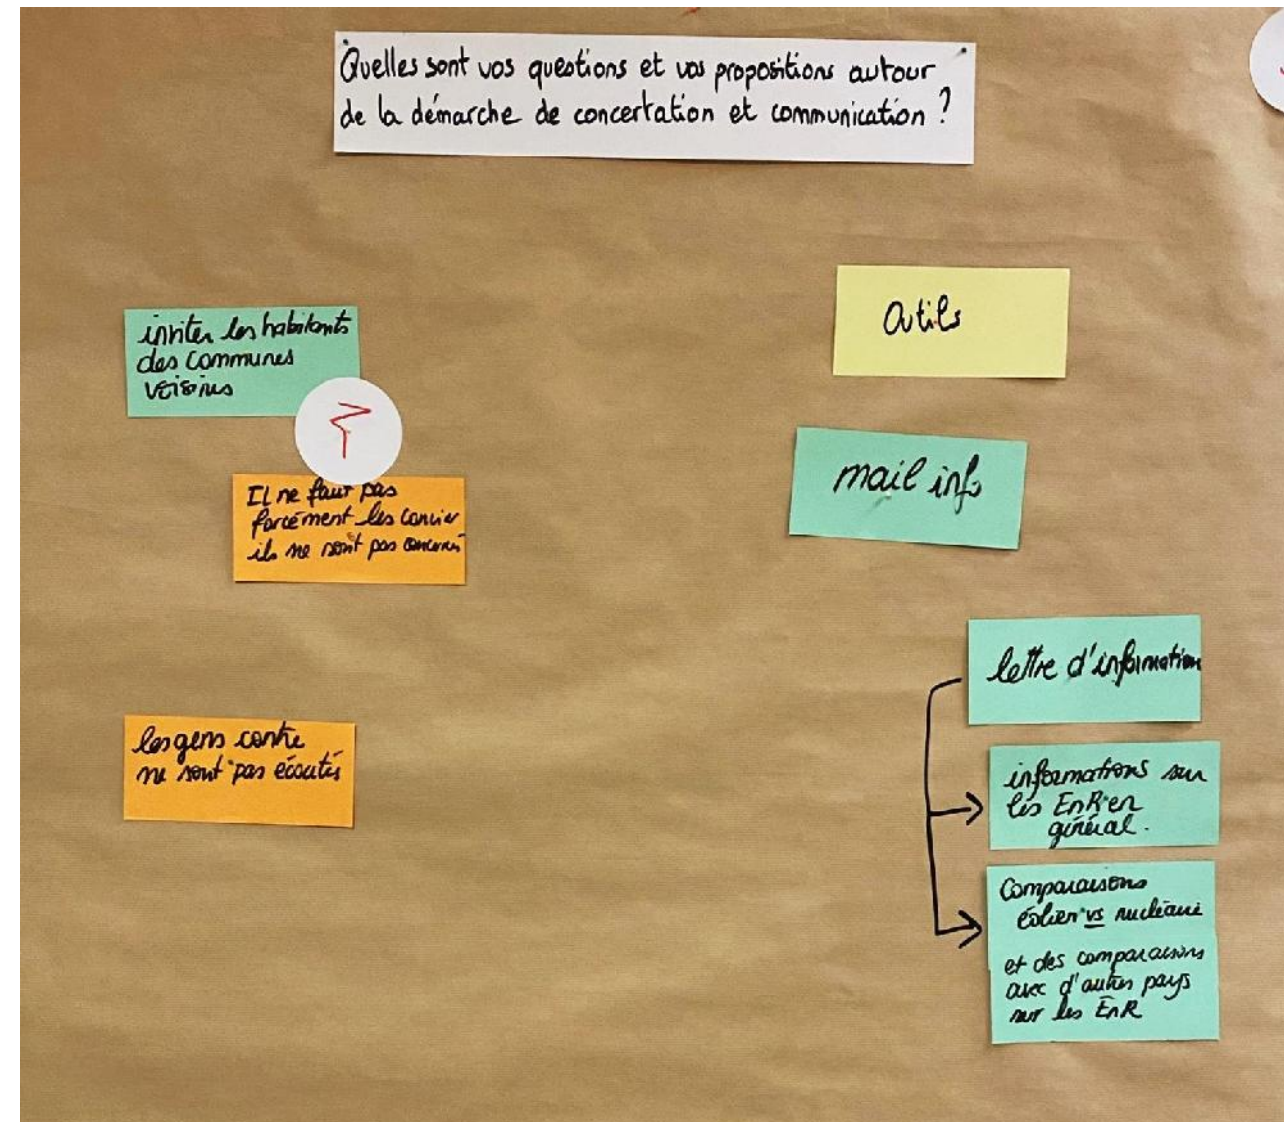 Quelles sont vos questions et vos propositions autour
de la démarche de concertation et communication ?
inviter les habitants
des communes
voisins
Il ne faut pas
forcément les convier
ils ne sont pas concernés
les gens contre
ne sont pas écoutés
Outils
mail info
lettre d'information
informations sur
les EnR en
général.
Comparaisons
éolien vs nucléaire
et des comparaisons
avec d'autres pays
sur les EnR